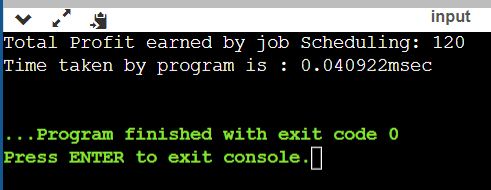 input
Total Profit earned by job Scheduling: 120
Time taken by program is : 0.040922msec
...Program finished with exit code 0
Press ENTER to exit console.